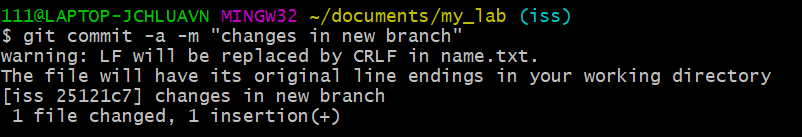 111@LAPTOP-JCHLUAVN MINGW32 ~/documents/my_lab (iss)
$ git commit -a -m "changes in new branch"
warning: LF will be replaced by CRLF in name.txt.
The file will have its original line endings in your working directory
[iss 25121c7] changes in new branch
 1 file changed, 1 insertion(+)